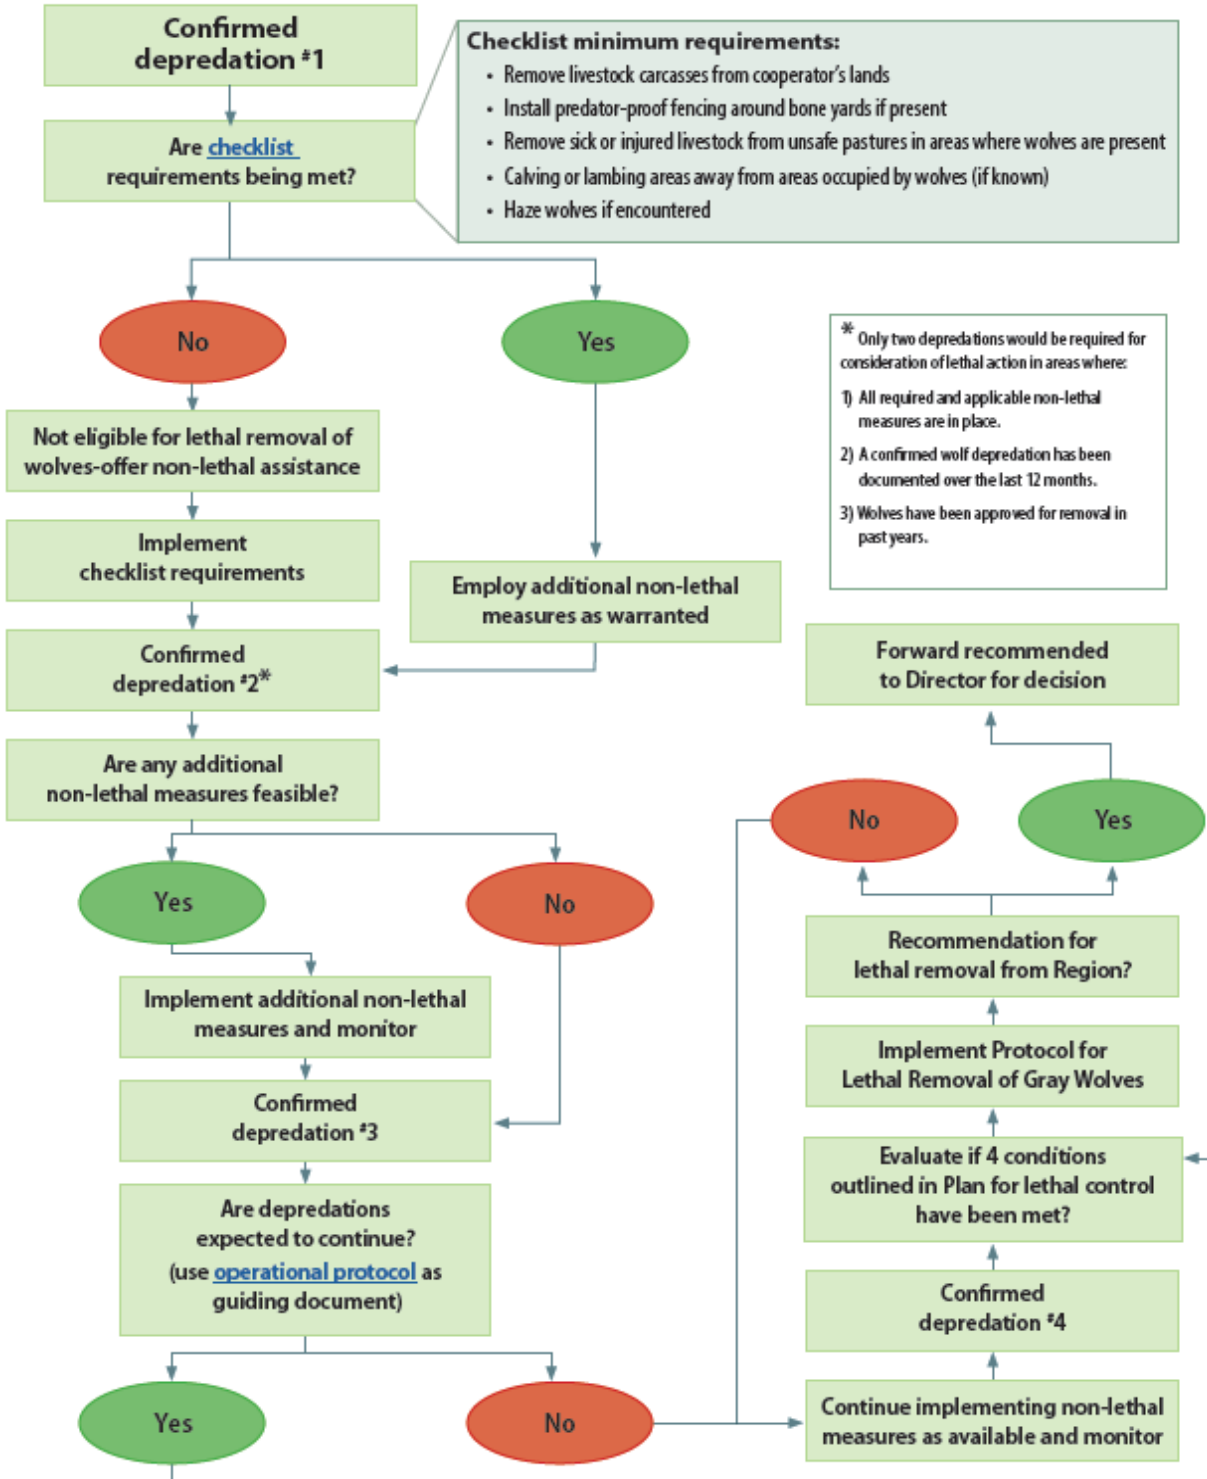 Confirmed
depredation #1
Checklist minimum requirements:
• Remove livestock carcasses from cooperator's lands
• Install predator-proof fencing around bone yards if present
• Remove sick or injured livestock from unsafe pastures in areas where wolves are present
• Calving or lambing areas away from areas occupied by wolves (if known)
• Haze wolves if encountered
Are checklist
requirements being met?
No
Yes
* Only two depredations would be required for
consideration of lethal action in areas where:
1) All required and applicable non-lethal
measures are in place.
2) A confirmed wolf depredation has been
documented over the last 12 months.
3) Wolves have been approved for removal in
past years.
Not eligible for lethal removal of
wolves-offer non-lethal assistance
Implement
checklist requirements
Employ additional non-lethal
measures as warranted
Confirmed
depredation #2*
Are any additional
non-lethal measures feasible?
Yes
No
Implement additional non-lethal
measures and monitor
Confirmed
depredation #3
Are depredations
expected to continue?
(use operational protocol as
guiding document)
Yes
No
Continue implementing non-lethal
measures as available and monitor
Confirmed
depredation #4
Evaluate if 4 conditions
outlined in Plan for lethal control
have been met?
Implement Protocol for
Lethal Removal of Gray Wolves
Recommendation for
lethal removal from Region?
No
Yes
Forward recommended
to Director for decision